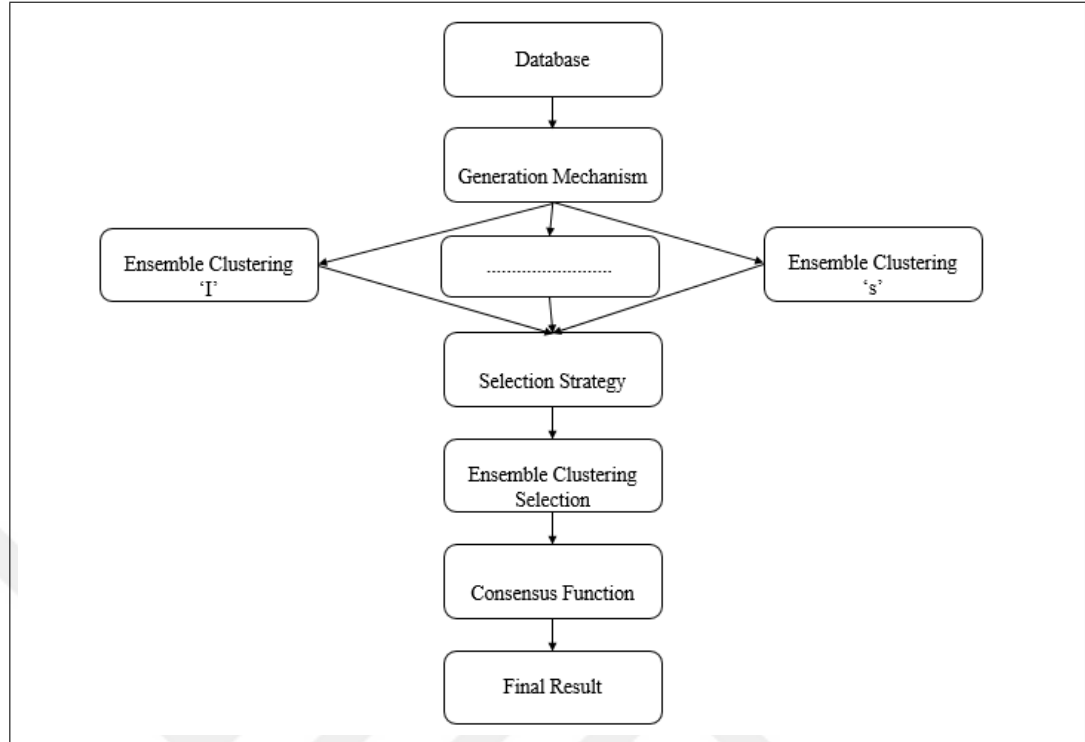 Database
Generation Mechanism
Ensemble Clustering
‘I’
........................
Ensemble Clustering
‘s’
Selection Strategy
Ensemble Clustering
Selection
Consensus Function
Final Result